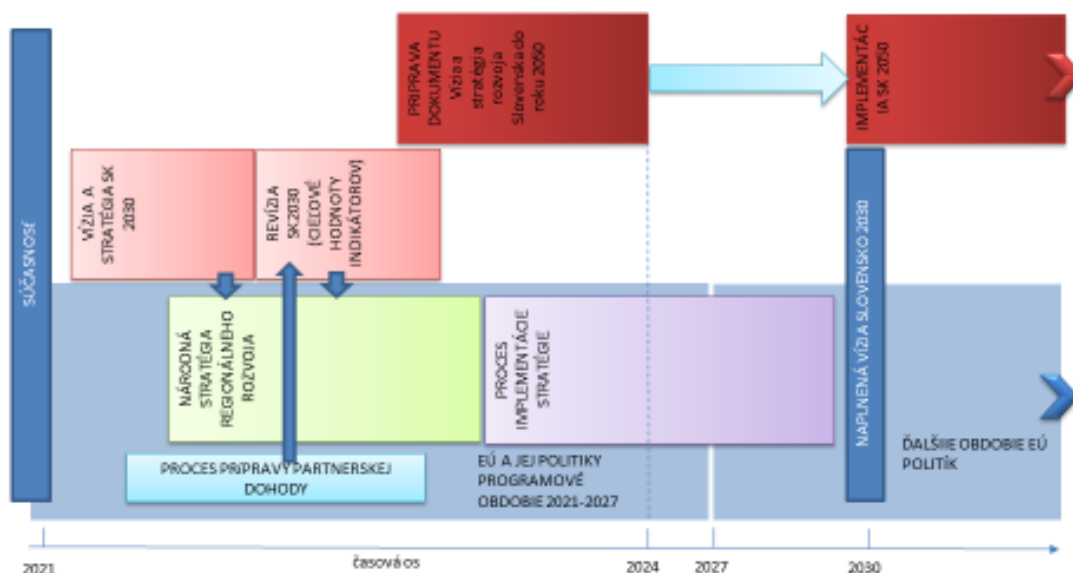 PRÍPRAVA
DOKUMENTU
Vízia a
stratégia
rozvoja
Slovenska do
roku 2050
IMPLEMENTÁC
IA SK 2050
SÚČASNOSŤ
VÍZIA A
STRATÉGIA SK
2030
REVÍZIA
SK2030
(CIEĽOVÉ
HODNOTY
INDIKÁTOROV)
NÁRODNÁ
STRATÉGIA
REGIONÁLNEHO
ROZVOJA
PROCES
IMPLEMENTÁCIE
STRATÉGIE
NAPLNENÁ VÍZIA SLOVENSKO 2030
PROCES PRÍPRAVY PARTNERSKEJ
DOHODY
EÚ A JEJ POLITIKY
PROGRAMOVÉ
OBDOBIE 2021-2027
ĎALŠIIE OBDOBIE EÚ
POLITÍK
2021
časová os
2024
2027
2030